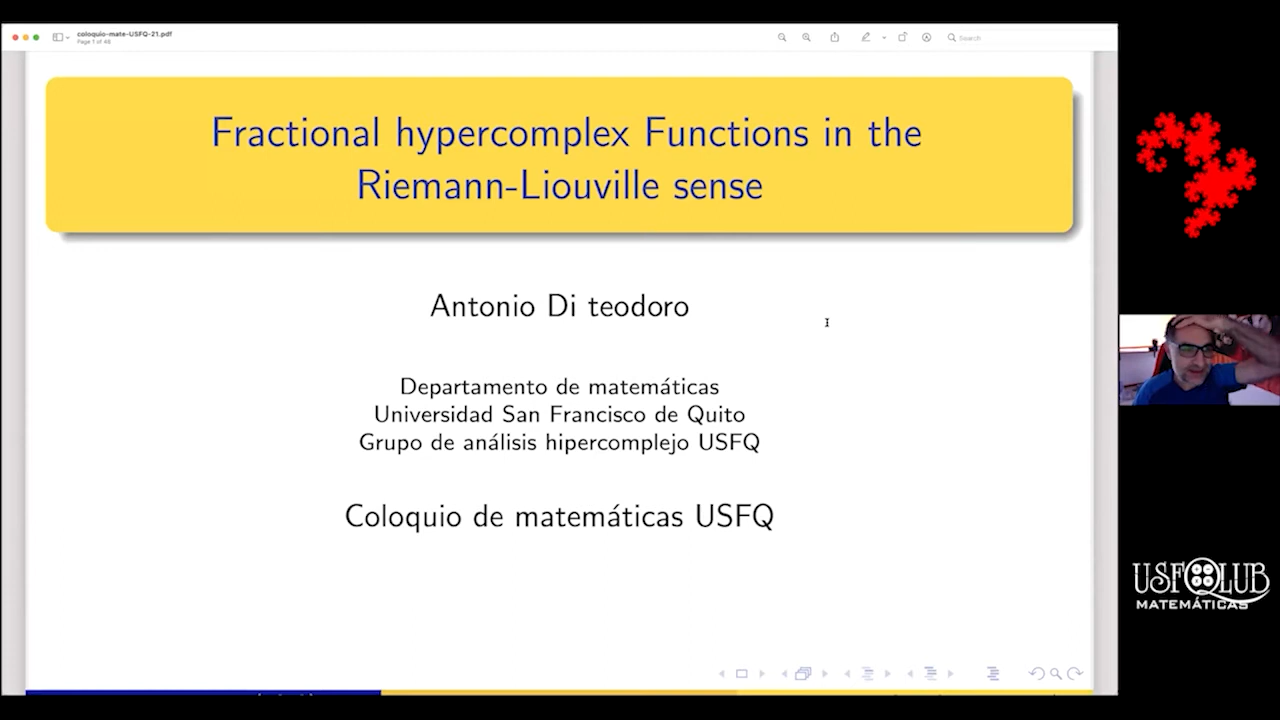 coloquio-mate-USFQ-21.pdf
Page 1 of 48
Search
Fractional hypercomplex Functions in the
Riemann-Liouville sense
Antonio Di teodoro
Departamento de matemáticas
Universidad San Francisco de Quito
Grupo de análisis hipercomplejo USFQ
Coloquio de matemáticas USFQ
USFQLUB
MATEMÁTICAS